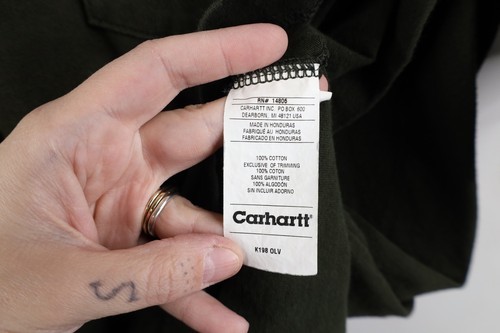 RN# 14806
CARHARTT INC. PO BOX 600
DEARBORN, MI 48121 USA
MADE IN HONDURAS
FABRIQUÉ AU HONDURAS
FABRICADO EN HONDURAS
100% COTTON
EXCLUSIVE OF TRIMMING
100% COTON
SANS GARNITURE
100% ALGODÓN
SIN INCLUIR ADORNO
Carhartt
K198 OLV